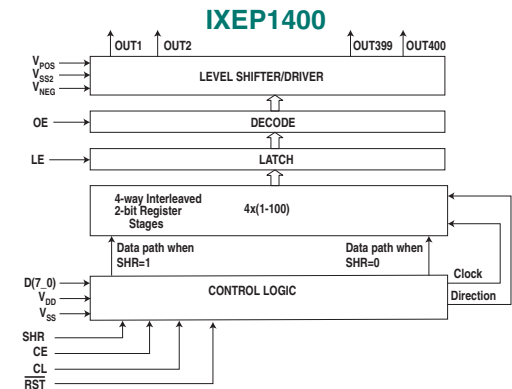 IXEP1400
OUT1
OUT2
OUT399
OUT400
VPOS
VSS2
VNEG
LEVEL SHIFTER/DRIVER
OE
DECODE
LE
LATCH
4-way Interleaved
2-bit Register
Stages
4x(1-100)
Data path when
SHR=1
Data path when
SHR=0
Clock
Direction
D(7_0)
VDD
VSS
CONTROL LOGIC
SHR
CE
CL
RST